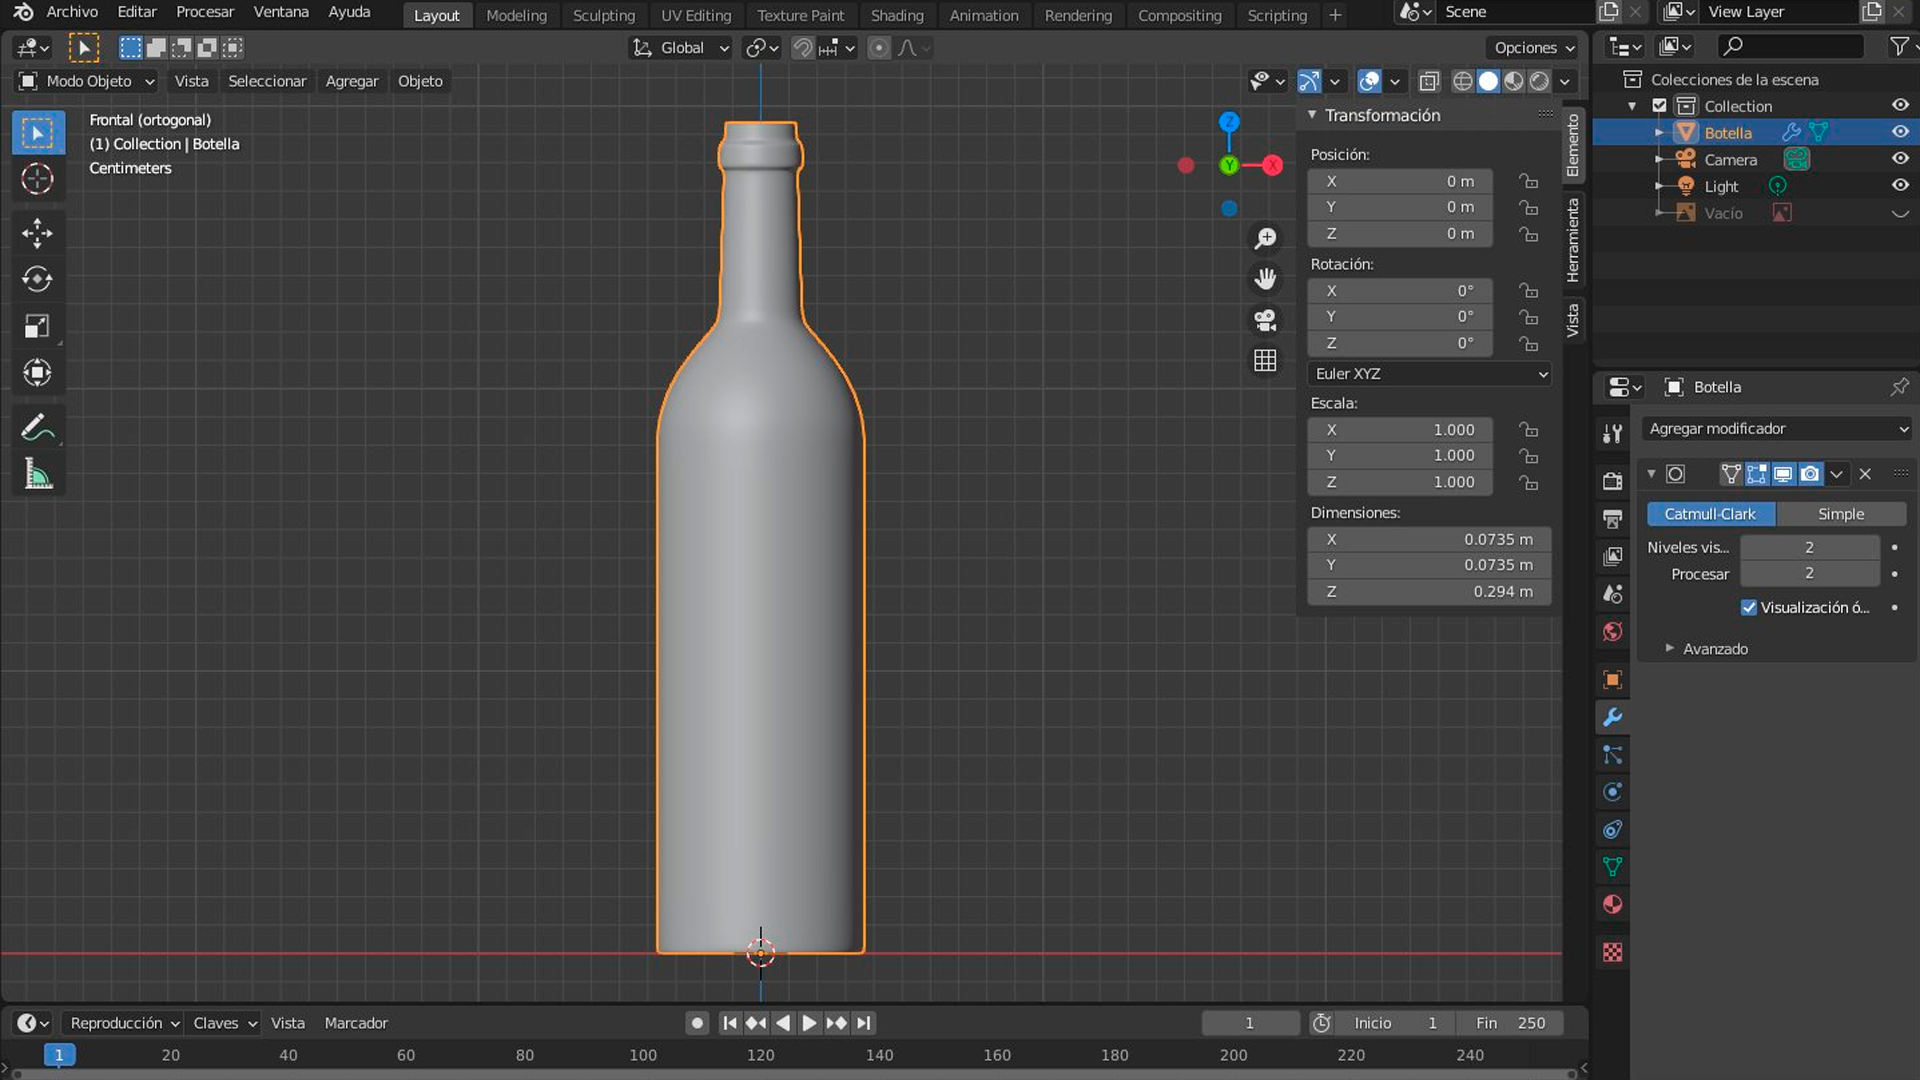 Archivo Editar Procesar Ventana Ayuda Layout Modeling Sculpting UV Editing Texture Paint Shading Animation Rendering Compositing Scripting + Scene View Layer
Global Opciones
Modo Objeto Vista Seleccionar Agregar Objeto
Frontal (ortogonal)
(1) Collection | Botella
Centimeters
Z
Y
X
Transformación
Posición:
X 0 m
Y 0 m
Z 0 m
Rotación:
X 0°
Y 0°
Z 0°
Euler XYZ
Escala:
X 1.000
Y 1.000
Z 1.000
Dimensiones:
X 0.0735 m
Y 0.0735 m
Z 0.294 m
Elemento
Herramienta
Vista
Colecciones de la escena
Collection
Botella
Camera
Light
Vacío
Botella
Agregar modificador
Catmull-Clark Simple
Niveles vis... 2
Procesar 2
Visualización ó...
Avanzado
Reproducción Claves Vista Marcador 1 Inicio 1 Fin 250
1 20 40 60 80 100 120 140 160 180 200 220 240